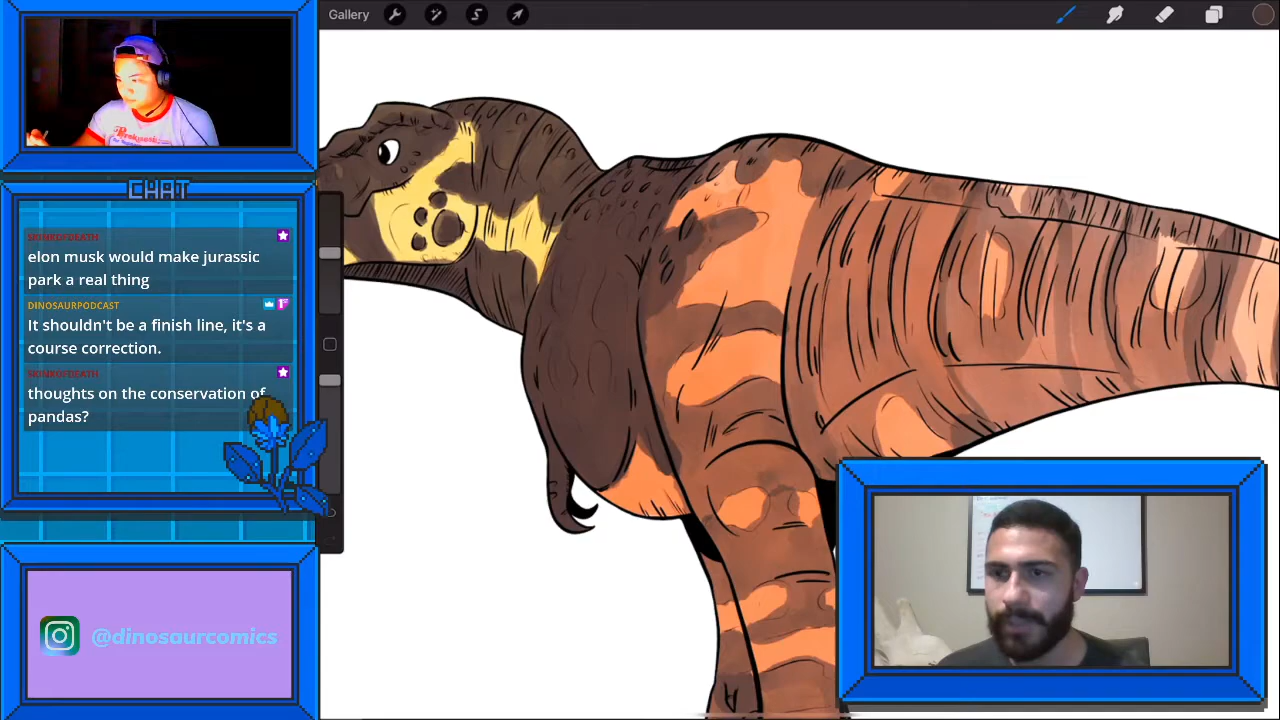 Gallery
CHAT
elon musk would make jurassic
park a real thing
DINOSAURPODCAST
It shouldn't be a finish line, it's a
course correction.
thoughts on the conservation of
pandas?
@dinosaurcomics